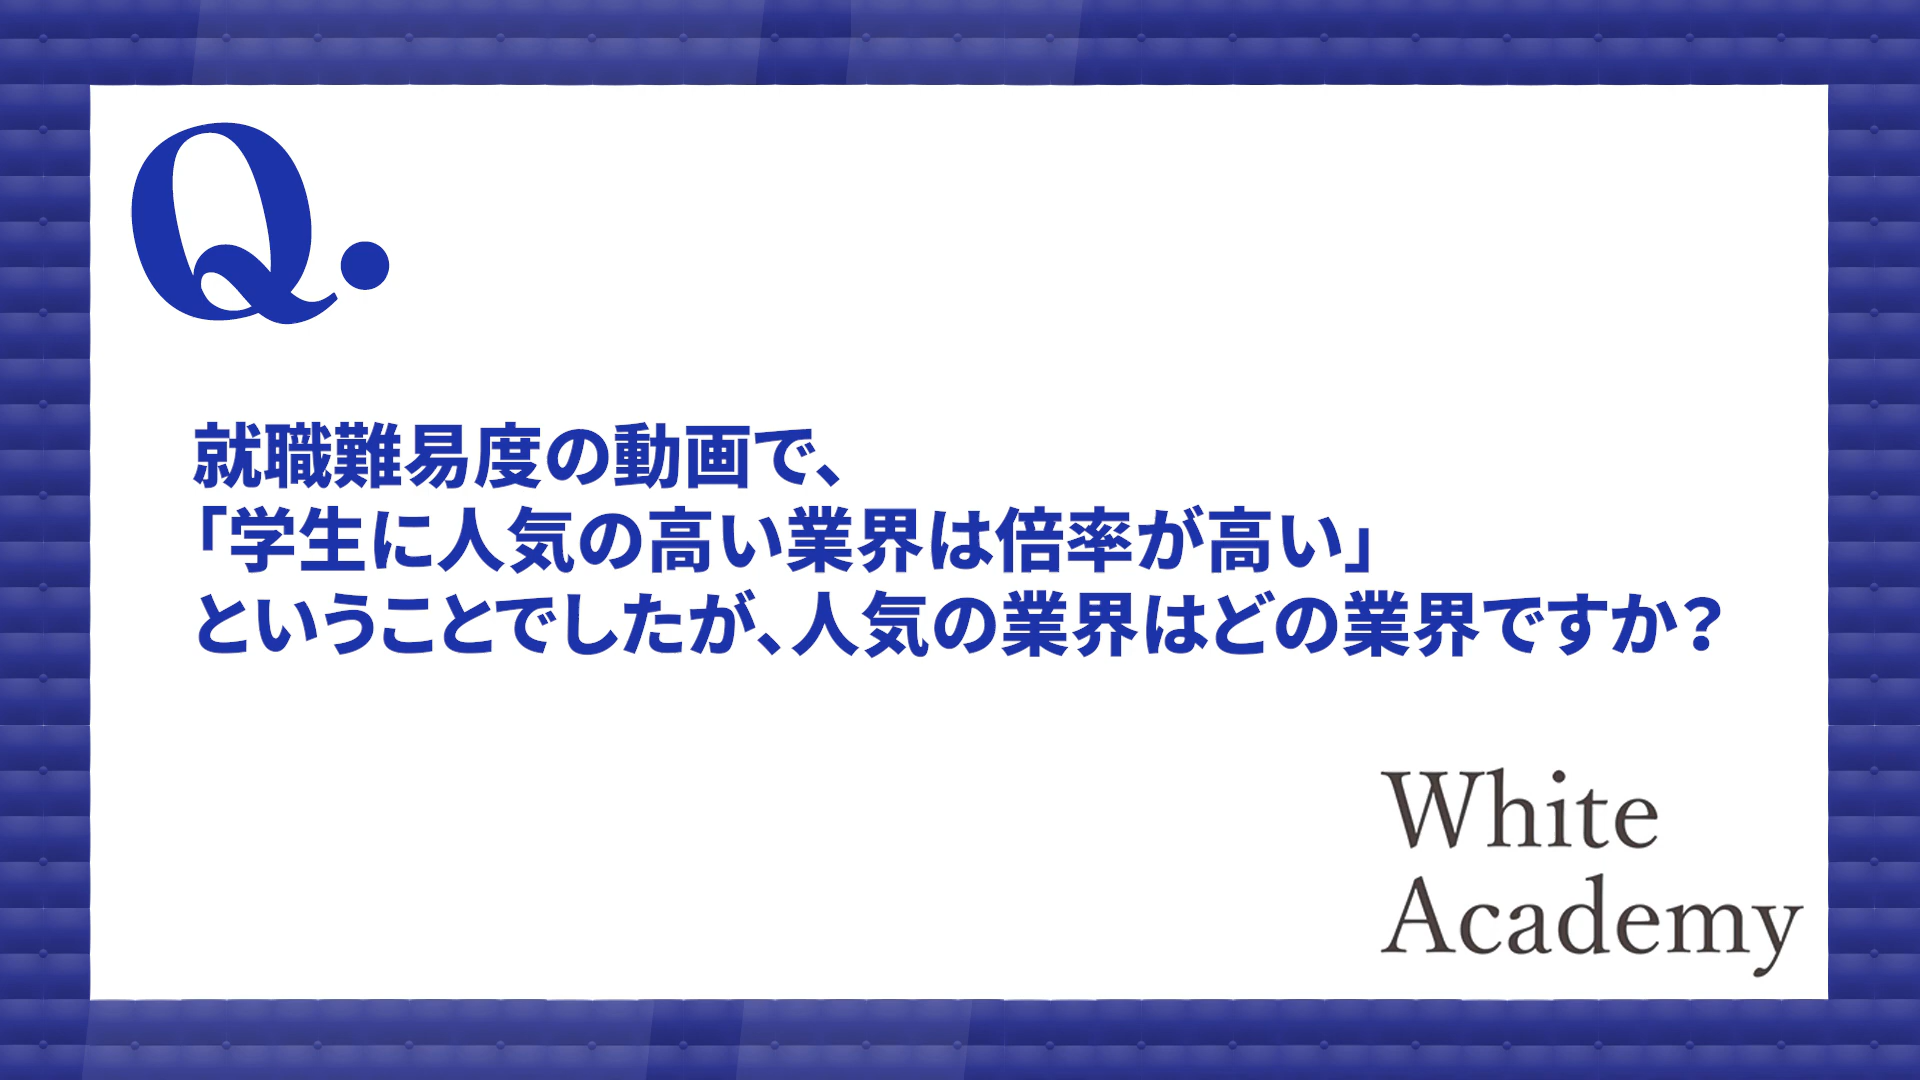 Q.
就職難易度の動画で、
「学生に人気の高い業界は倍率が高い」
ということでしたが、人気の業界はどの業界ですか？
White
Academy